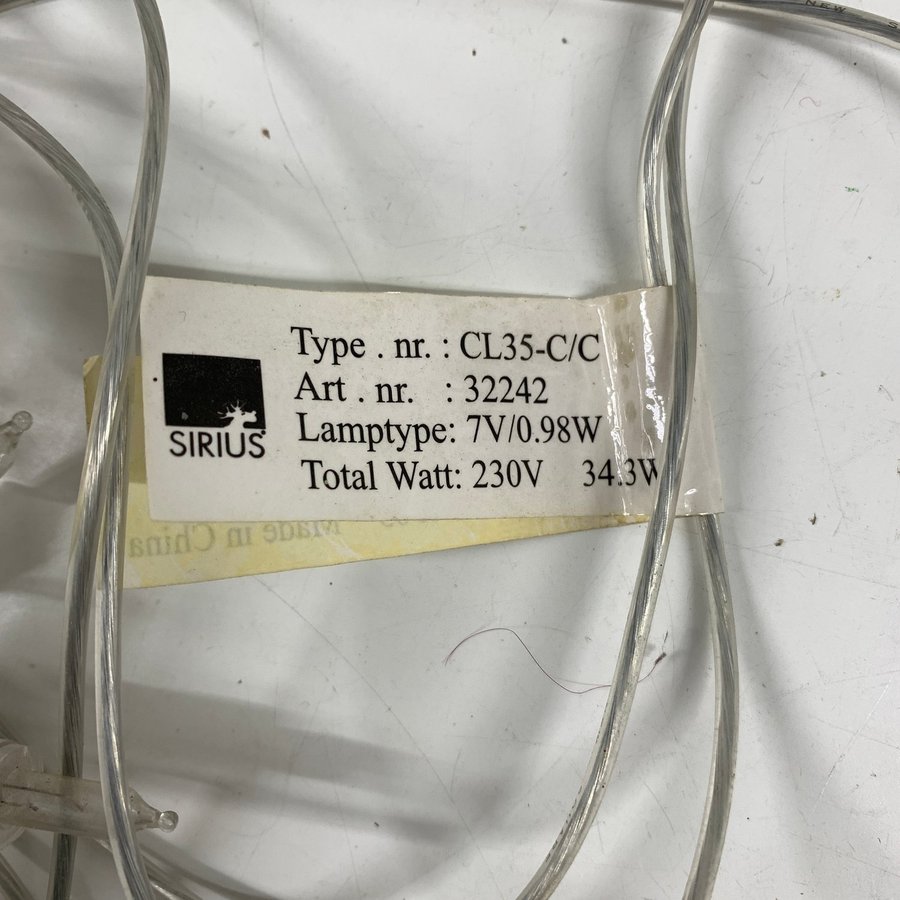 NEW
Type . nr. : CL35-C/C
Art . nr. : 32242
Lamptype: 7V/0.98W
Total Watt: 230V 34.3W
SIRIUS
Made in China